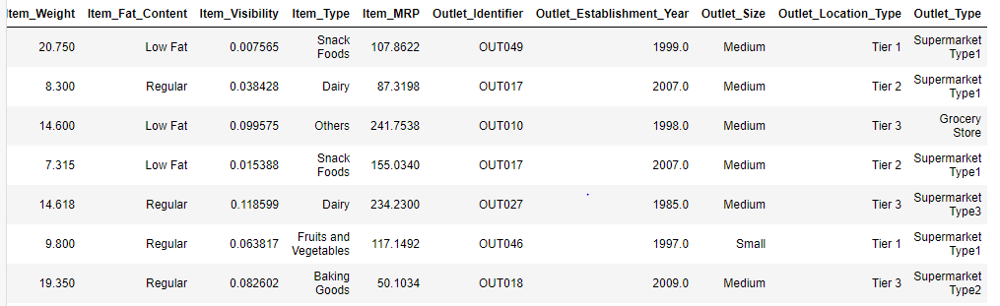 Item_Weight Item_Fat_Content Item_Visibility Item_Type Item_MRP Outlet_Identifier Outlet_Establishment_Year Outlet_Size Outlet_Location_Type Outlet_Type
20.750 Low Fat 0.007565 Snack Foods 107.8622 OUT049 1999.0 Medium Tier 1 Supermarket Type1
8.300 Regular 0.038428 Dairy 87.3198 OUT017 2007.0 Medium Tier 2 Supermarket Type1
14.600 Low Fat 0.099575 Others 241.7538 OUT010 1998.0 Medium Tier 3 Grocery Store
7.315 Low Fat 0.015388 Snack Foods 155.0340 OUT017 2007.0 Medium Tier 2 Supermarket Type1
14.618 Regular 0.118599 Dairy 234.2300 OUT027 1985.0 Medium Tier 3 Supermarket Type3
9.800 Regular 0.063817 Fruits and Vegetables 117.1492 OUT046 1997.0 Small Tier 1 Supermarket Type1
19.350 Regular 0.082602 Baking Goods 50.1034 OUT018 2009.0 Medium Tier 3 Supermarket Type2